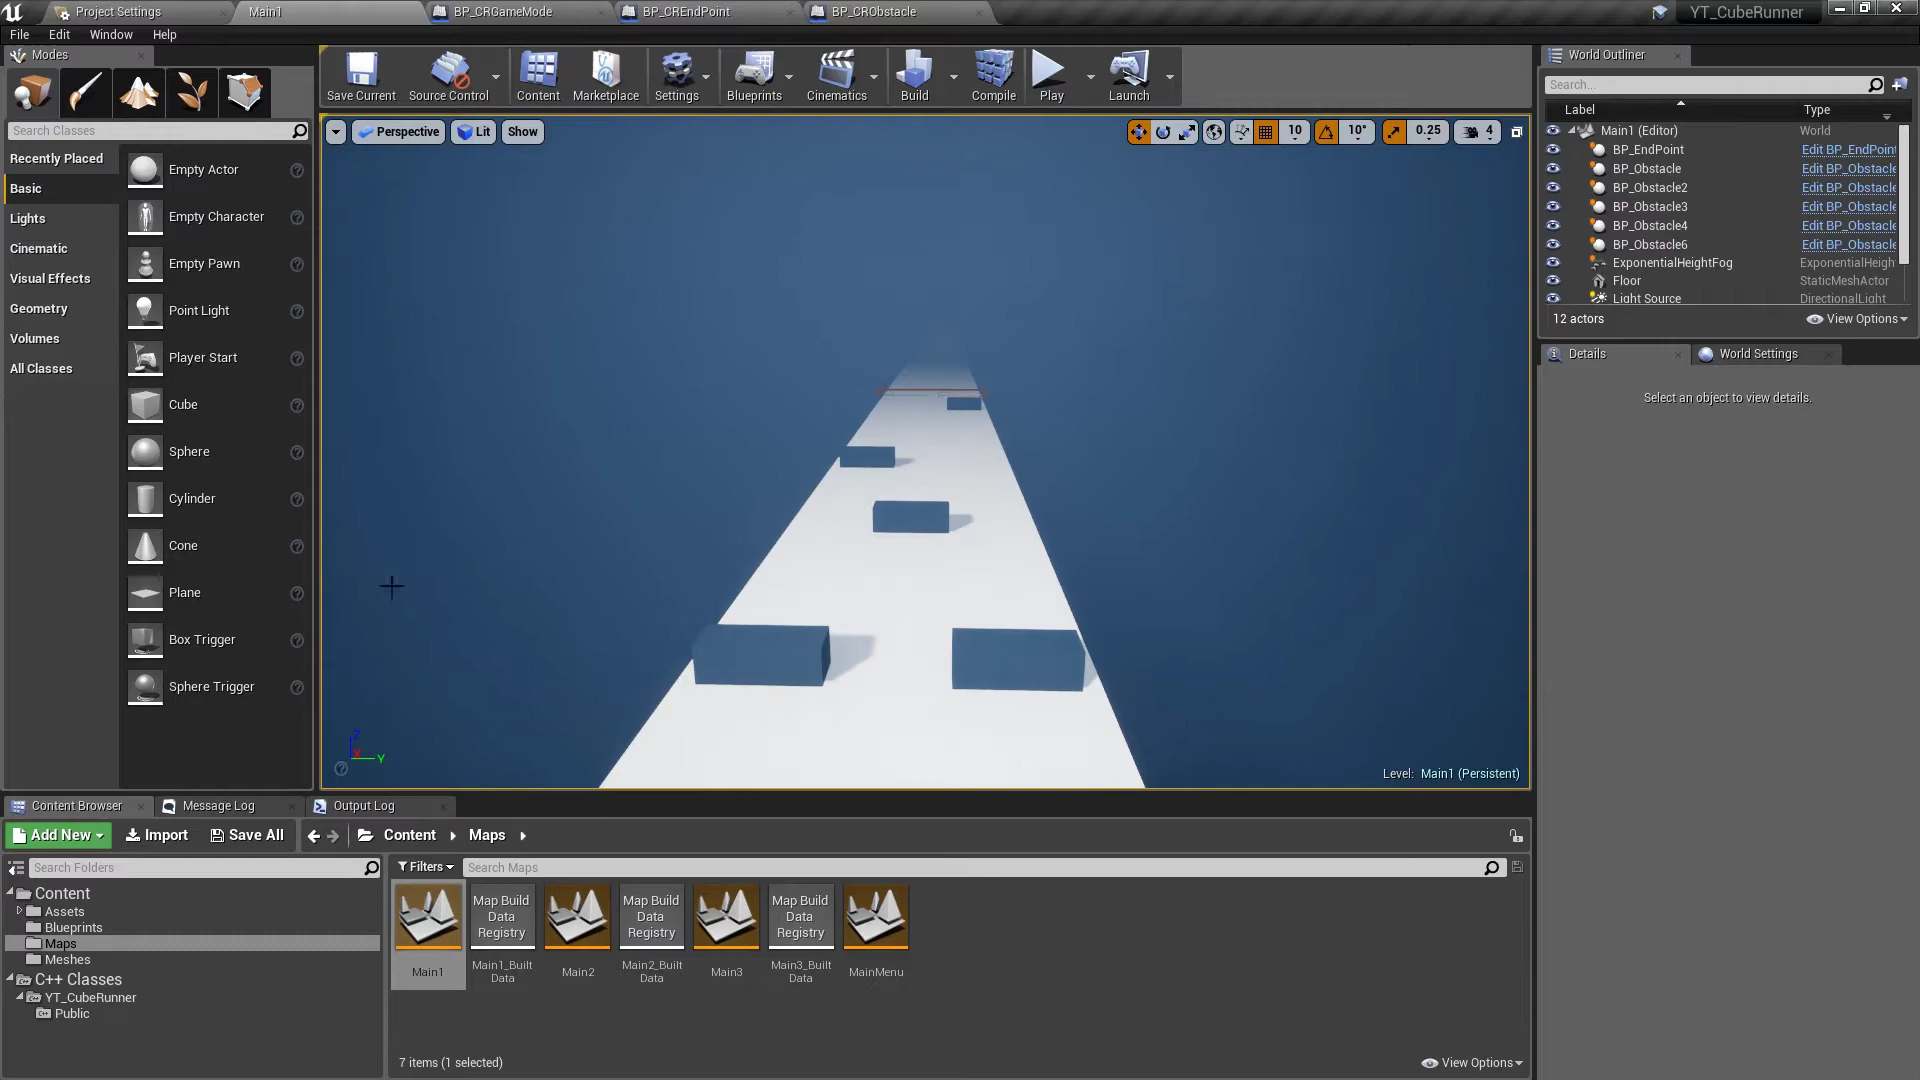 Project Settings
Main1
BP_CRGameMode
BP_CREndPoint
BP_CRObstacle
YT_CubeRunner
File Edit Window Help
Modes
Save Current
Source Control
Content
Marketplace
Settings
Blueprints
Cinematics
Build
Compile
Play
Launch
World Outliner
Search...
Label
Type
Search Classes
Perspective
Lit
Show
10
10°
0.25
4
Recently Placed
Basic
Lights
Cinematic
Visual Effects
Geometry
Volumes
All Classes
Empty Actor
Empty Character
Empty Pawn
Point Light
Player Start
Cube
Sphere
Cylinder
Cone
Plane
Box Trigger
Sphere Trigger
Main1 (Editor) World
BP_EndPoint Edit BP_EndPoint
BP_Obstacle Edit BP_Obstacle
BP_Obstacle2 Edit BP_Obstacle
BP_Obstacle3 Edit BP_Obstacle
BP_Obstacle4 Edit BP_Obstacle
BP_Obstacle6 Edit BP_Obstacle
ExponentialHeightFog ExponentialHeigh
Floor StaticMeshActor
Light Source DirectionalLight
12 actors
View Options
Details
World Settings
Select an object to view details.
Z
X
Y
Level: Main1 (Persistent)
Content Browser
Message Log
Output Log
Add New
Import
Save All
Content
Maps
Search Folders
Filters
Search Maps
Content
Assets
Blueprints
Maps
Meshes
C++ Classes
YT_CubeRunner
Public
Main1
Map Build
Data
Registry
Main1_Built
Data
Main2
Map Build
Data
Registry
Main2_Built
Data
Main3
Map Build
Data
Registry
Main3_Built
Data
MainMenu
7 items (1 selected)
View Options